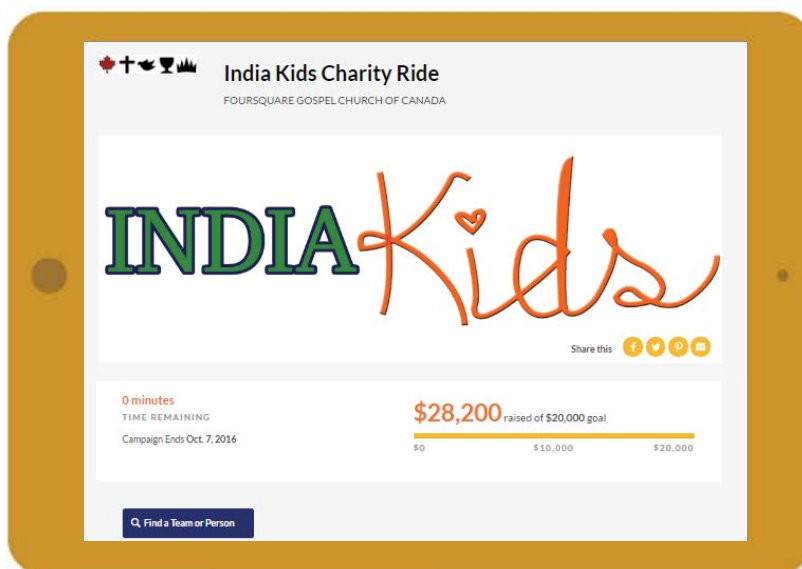 India Kids Charity Ride
FOURSQUARE GOSPEL CHURCH OF CANADA
INDIA Kids
Share this
0 minutes
TIME REMAINING
Campaign Ends Oct. 7, 2016
$28,200 raised of $20,000 goal
$0 $10,000 $20,000
Find a Team or Person